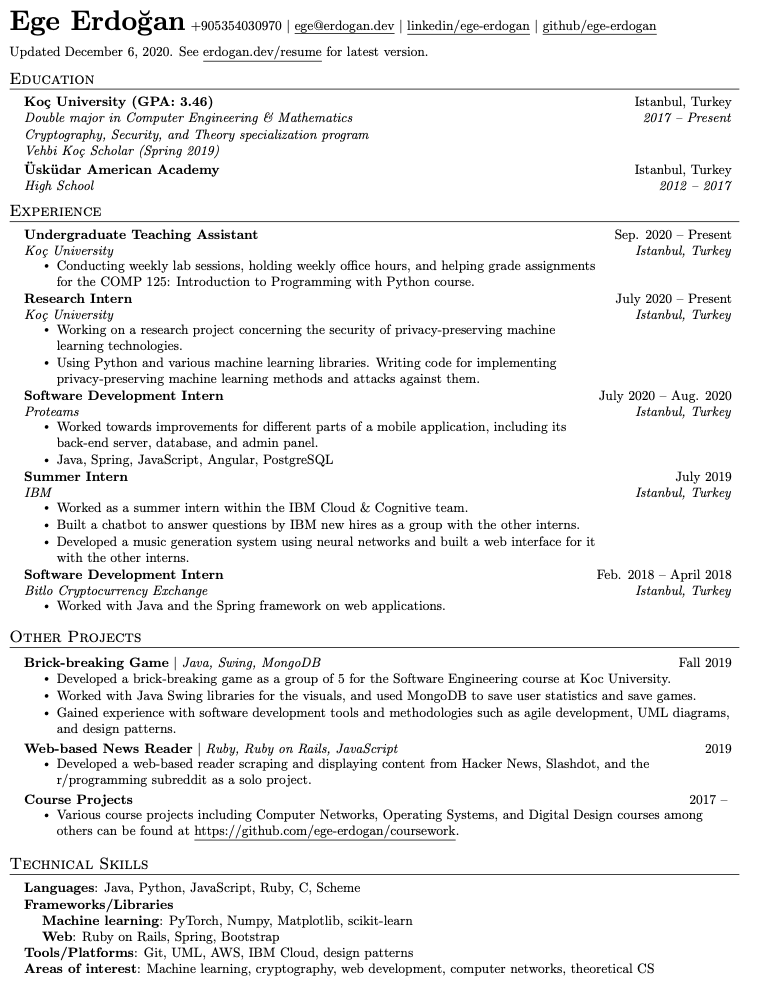 Ege Erdoğan +905354030970 | ege@erdogan.dev | linkedin/ege-erdogan | github/ege-erdogan
Updated December 6, 2020. See erdogan.dev/resume for latest version.
Education
Koç University (GPA: 3.46) Istanbul, Turkey
Double major in Computer Engineering & Mathematics 2017 – Present
Cryptography, Security, and Theory specialization program
Vehbi Koç Scholar (Spring 2019)
Üsküdar American Academy Istanbul, Turkey
High School 2012 – 2017
Experience
Undergraduate Teaching Assistant Sep. 2020 – Present
Koç University Istanbul, Turkey
• Conducting weekly lab sessions, holding weekly office hours, and helping grade assignments
for the COMP 125: Introduction to Programming with Python course.
Research Intern July 2020 – Present
Koç University Istanbul, Turkey
• Working on a research project concerning the security of privacy-preserving machine
learning technologies.
• Using Python and various machine learning libraries. Writing code for implementing
privacy-preserving machine learning methods and attacks against them.
Software Development Intern July 2020 – Aug. 2020
Proteams Istanbul, Turkey
• Worked towards improvements for different parts of a mobile application, including its
back-end server, database, and admin panel.
• Java, Spring, JavaScript, Angular, PostgreSQL
Summer Intern July 2019
IBM Istanbul, Turkey
• Worked as a summer intern within the IBM Cloud & Cognitive team.
• Built a chatbot to answer questions by IBM new hires as a group with the other interns.
• Developed a music generation system using neural networks and built a web interface for it
with the other interns.
Software Development Intern Feb. 2018 – April 2018
Bitlo Cryptocurrency Exchange Istanbul, Turkey
• Worked with Java and the Spring framework on web applications.
Other Projects
Brick-breaking Game | Java, Swing, MongoDB Fall 2019
• Developed a brick-breaking game as a group of 5 for the Software Engineering course at Koc University.
• Worked with Java Swing libraries for the visuals, and used MongoDB to save user statistics and save games.
• Gained experience with software development tools and methodologies such as agile development, UML diagrams,
and design patterns.
Web-based News Reader | Ruby, Ruby on Rails, JavaScript 2019
• Developed a web-based reader scraping and displaying content from Hacker News, Slashdot, and the
r/programming subreddit as a solo project.
Course Projects 2017 –
• Various course projects including Computer Networks, Operating Systems, and Digital Design courses among
others can be found at https://github.com/ege-erdogan/coursework.
Technical Skills
Languages: Java, Python, JavaScript, Ruby, C, Scheme
Frameworks/Libraries
Machine learning: PyTorch, Numpy, Matplotlib, scikit-learn
Web: Ruby on Rails, Spring, Bootstrap
Tools/Platforms: Git, UML, AWS, IBM Cloud, design patterns
Areas of interest: Machine learning, cryptography, web development, computer networks, theoretical CS